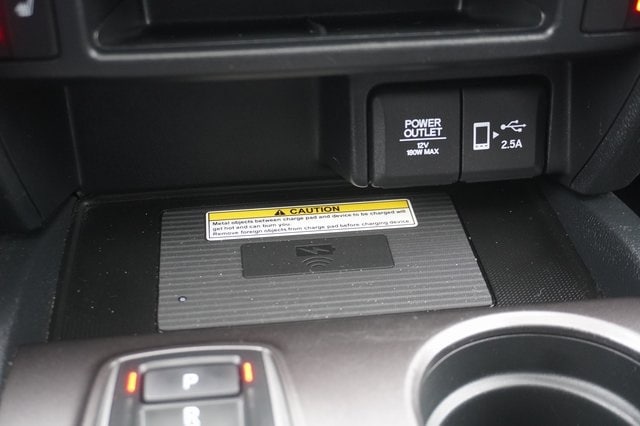 POWER
OUTLET
12V
180W MAX
2.5A
CAUTION
Metal objects between charge pad and device to be charged will
get hot and can burn you.
Remove foreign objects from charge pad before charging device.
P
R